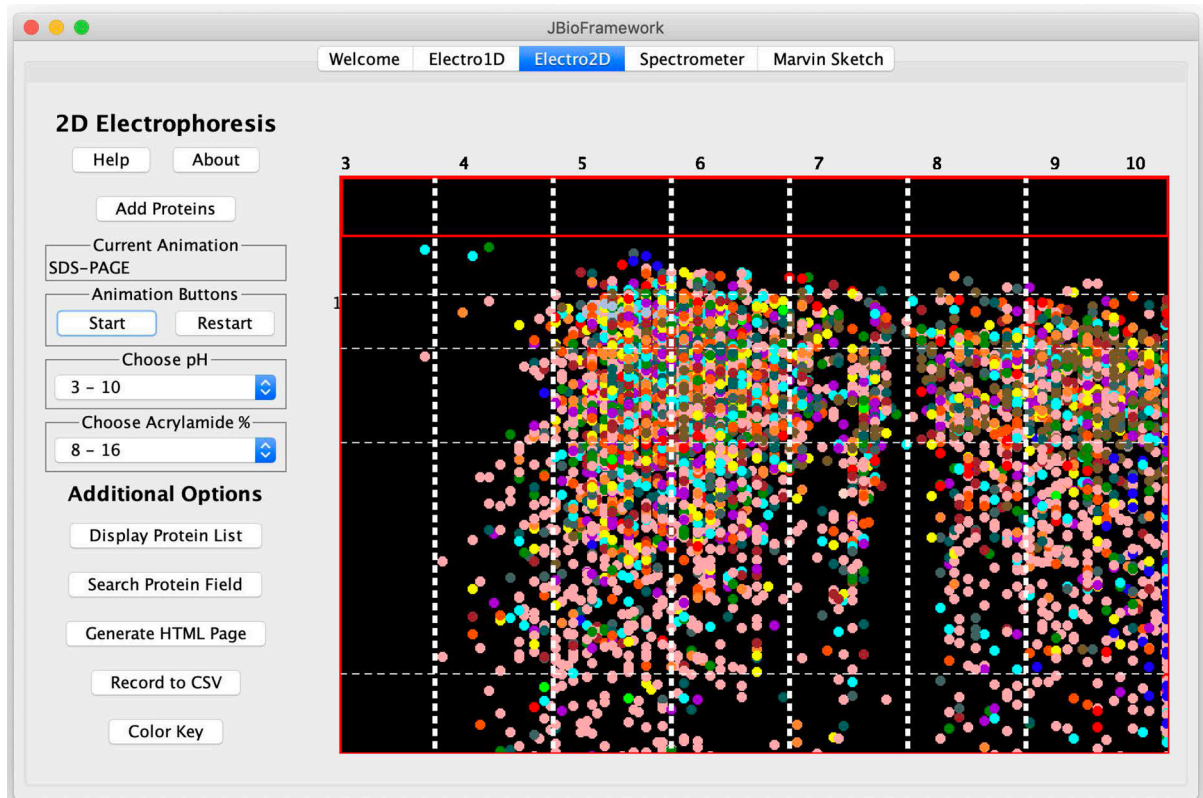 JBioFramework
Welcome Electro1D Electro2D Spectrometer Marvin Sketch
2D Electrophoresis
Help About
Add Proteins
Current Animation
SDS-PAGE
Animation Buttons
Start Restart
Choose pH
3 - 10
Choose Acrylamide %
8 - 16
Additional Options
Display Protein List
Search Protein Field
Generate HTML Page
Record to CSV
Color Key
3 4 5 6 7 8 9 10
1